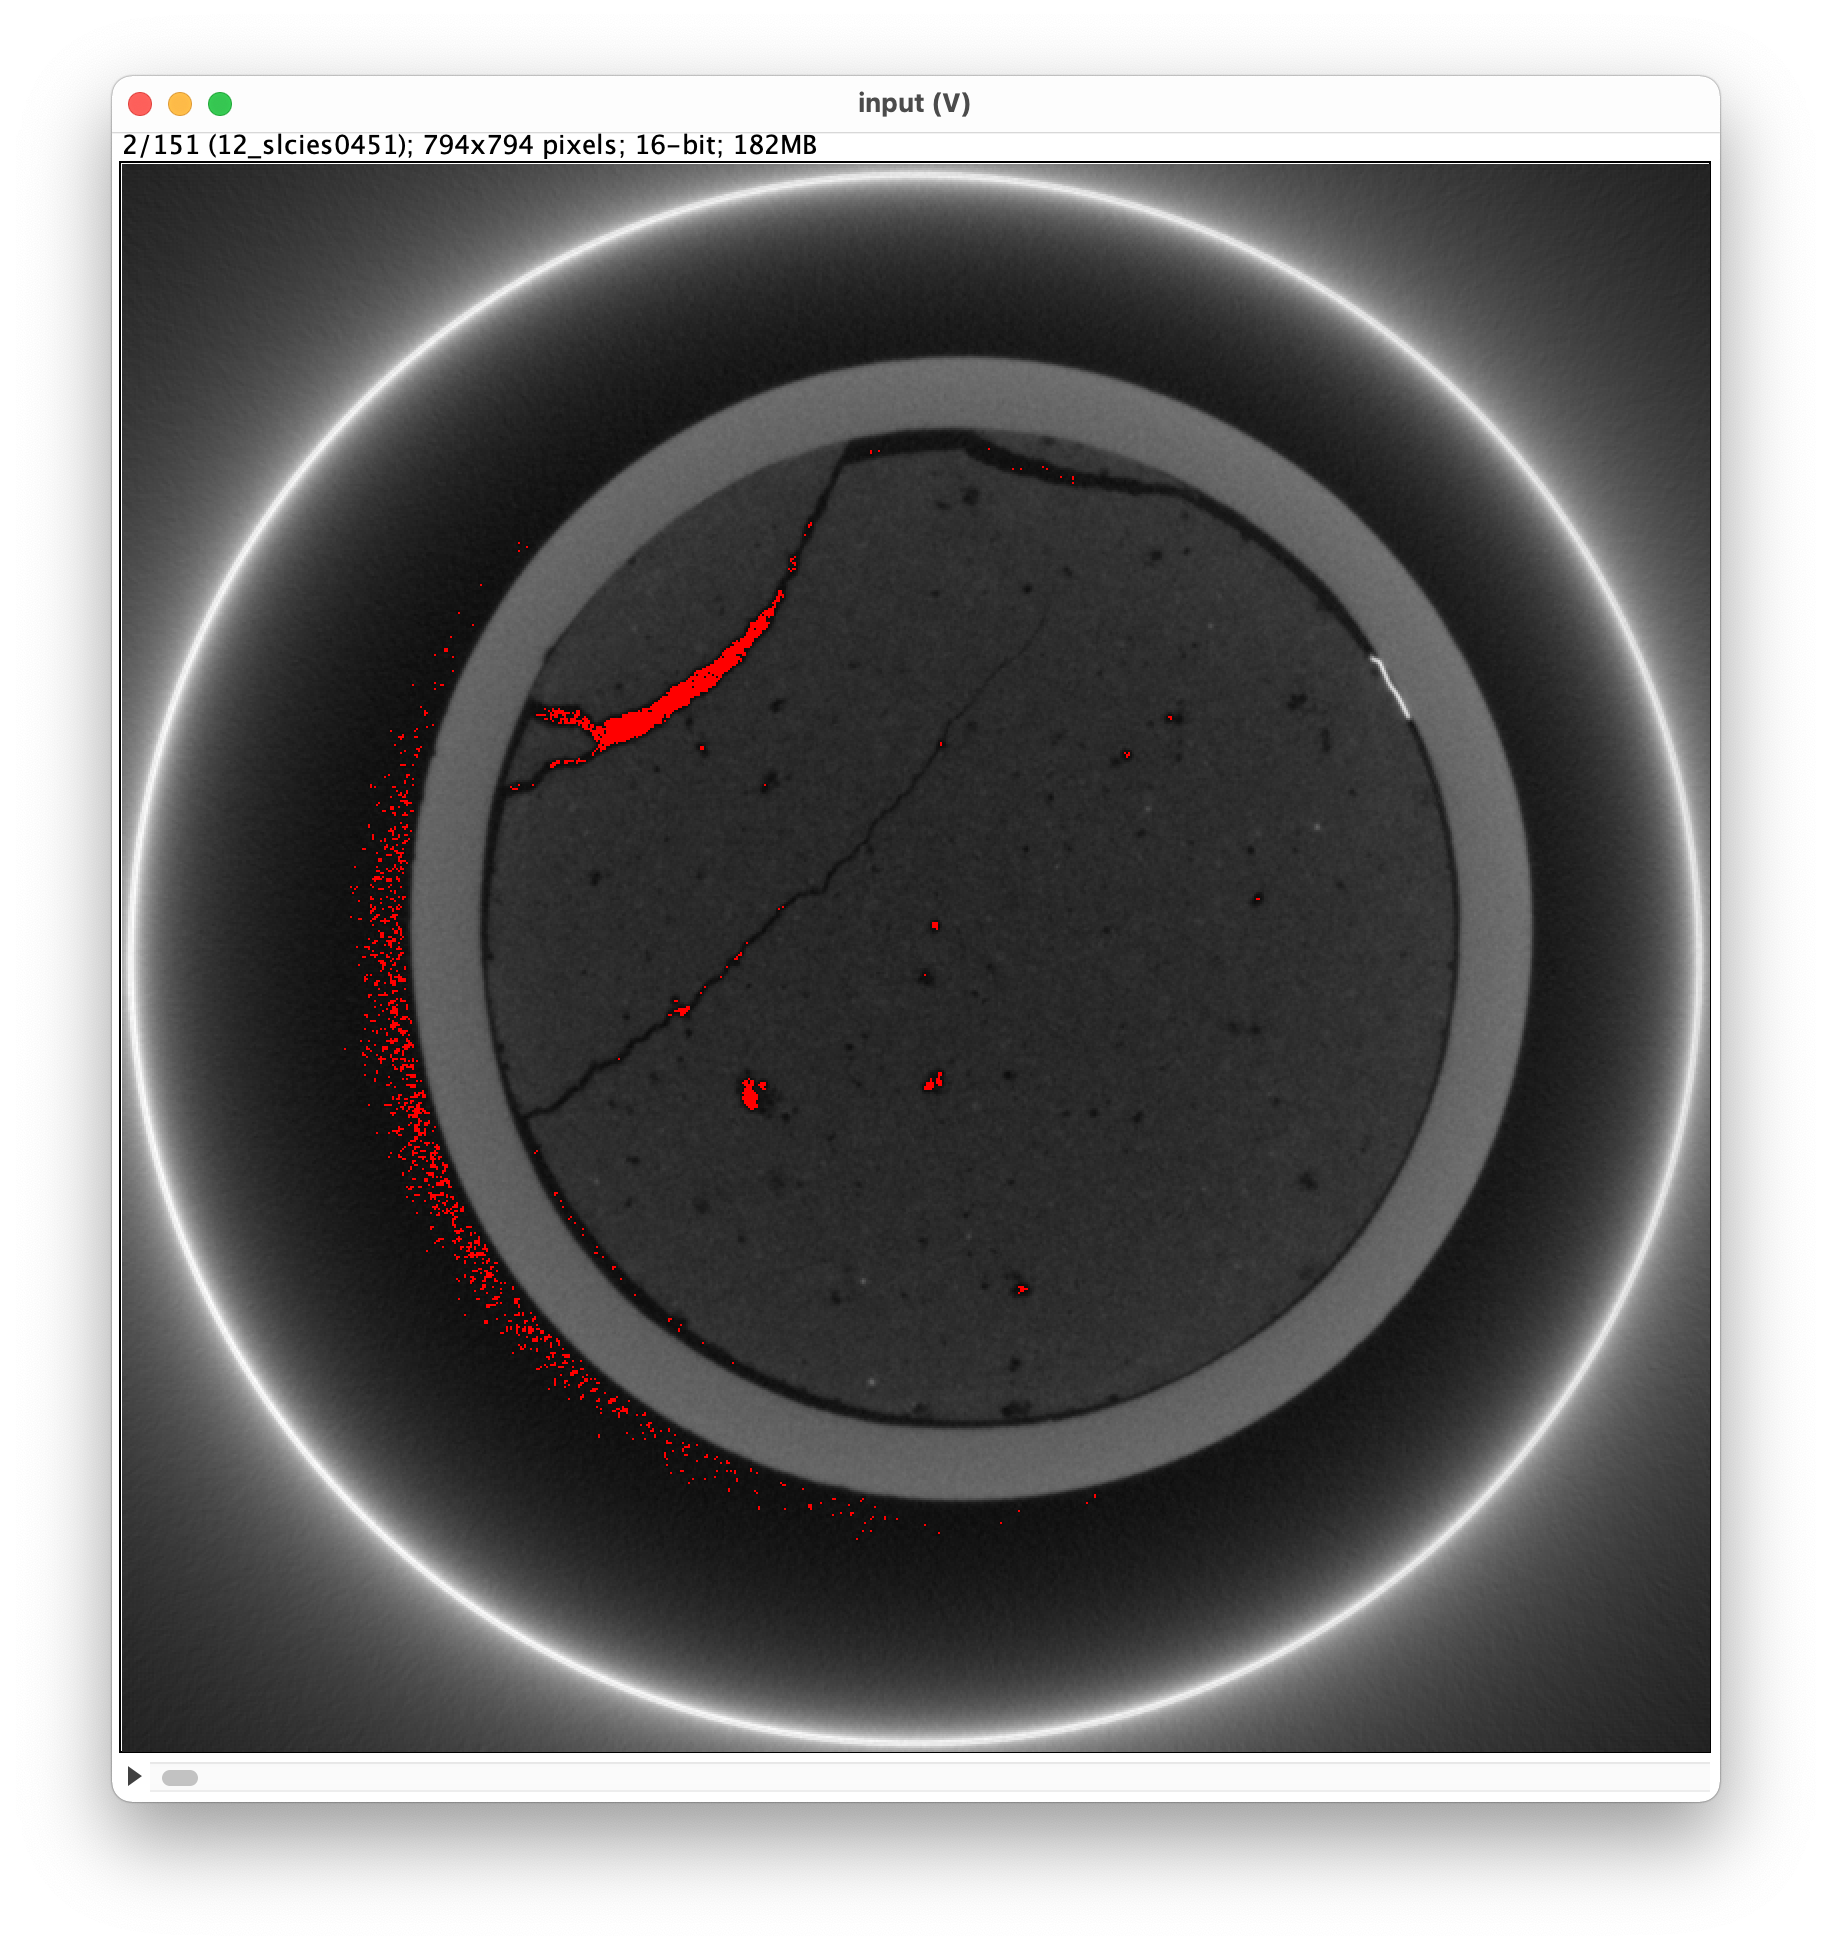 input (V)
2/151 (12_slcies0451); 794x794 pixels; 16-bit; 182MB